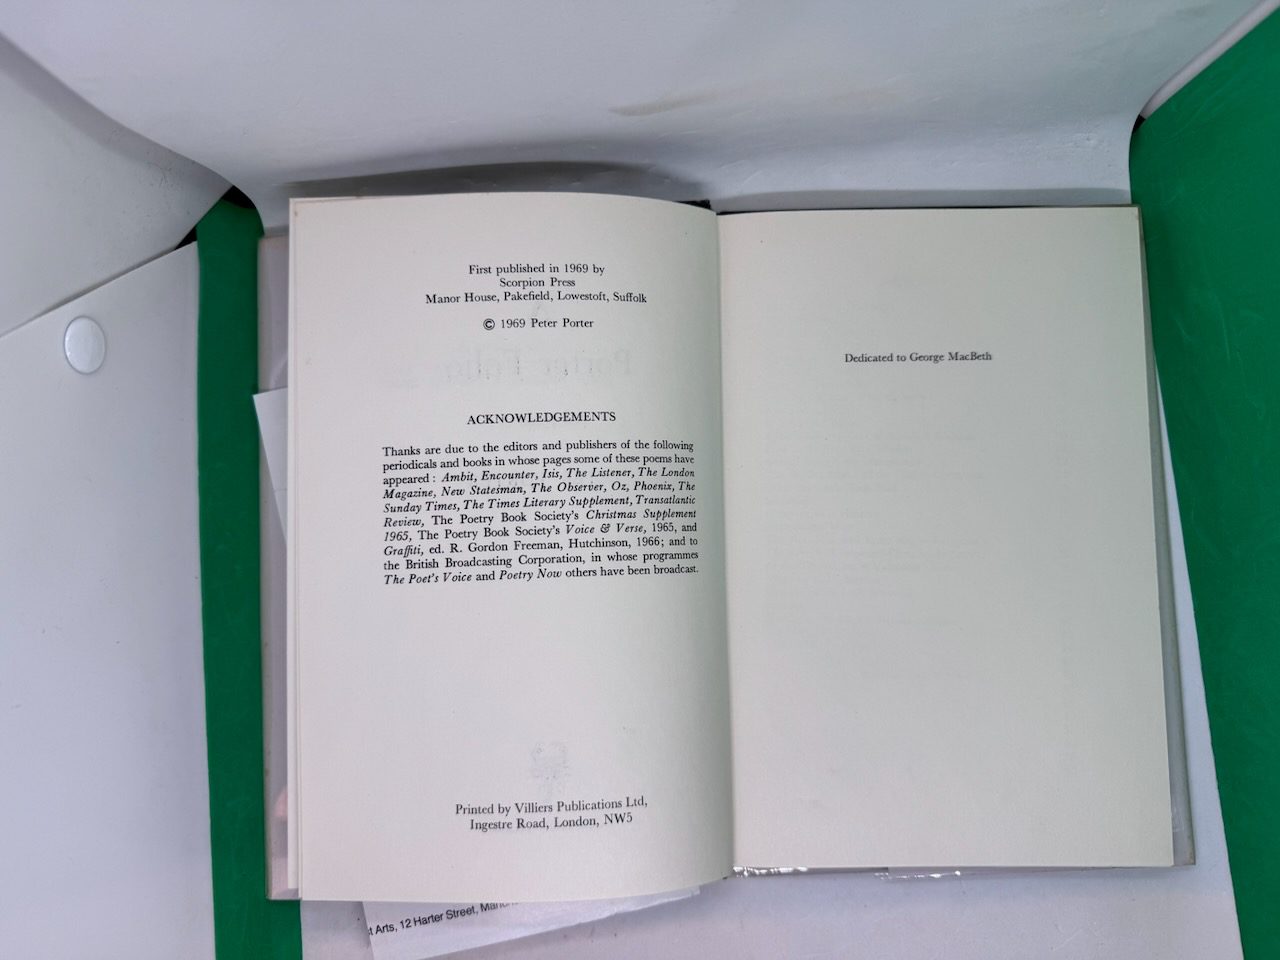 First published in 1969 by
Scorpion Press
Manor House, Pakefield, Lowestoft, Suffolk
© 1969 Peter Porter
ACKNOWLEDGEMENTS
Thanks are due to the editors and publishers of the following
periodicals and books in whose pages some of these poems have
appeared : Ambit, Encounter, Isis, The Listener, The London
Magazine, New Statesman, The Observer, Oz, Phoenix, The
Sunday Times, The Times Literary Supplement, Transatlantic
Review, The Poetry Book Society's Christmas Supplement
1965, The Poetry Book Society's Voice & Verse, 1965, and
Graffiti, ed. R. Gordon Freeman, Hutchinson, 1966; and to
the British Broadcasting Corporation, in whose programmes
The Poet's Voice and Poetry Now others have been broadcast.
Printed by Villiers Publications Ltd,
Ingestre Road, London, NW5
Dedicated to George MacBeth
Arts, 12 Harter Street,